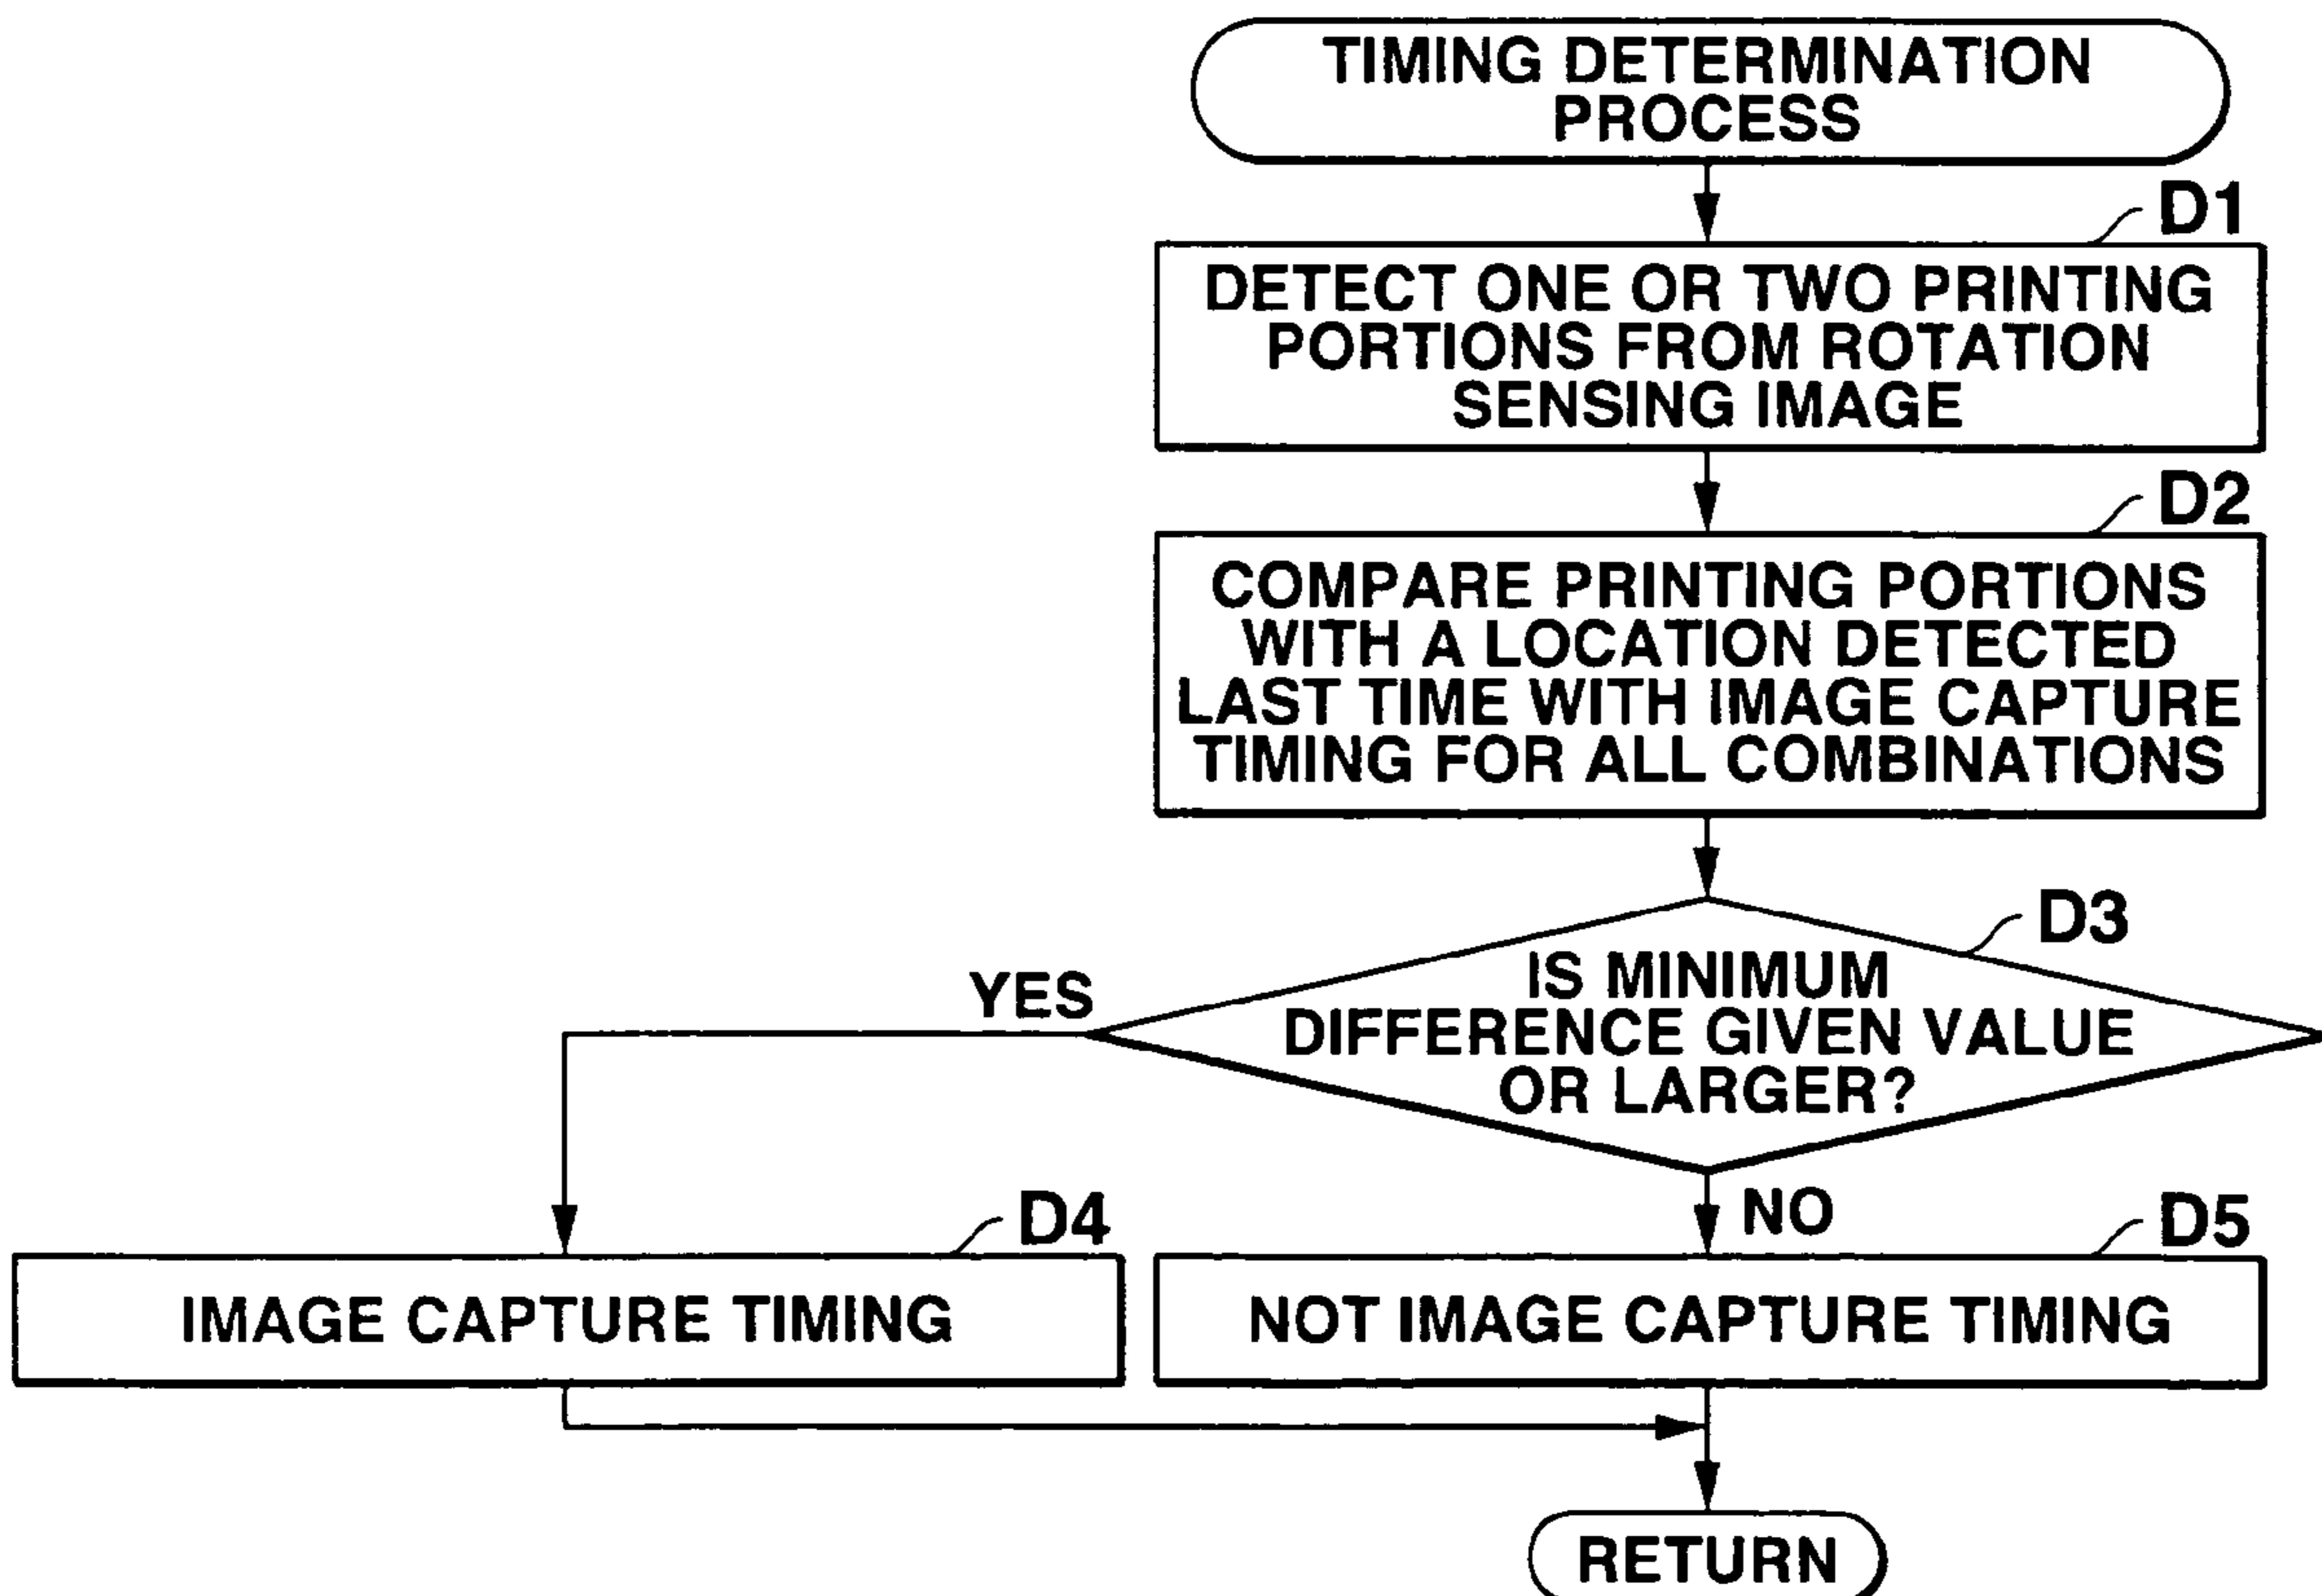 TIMING DETERMINATION
PROCESS
D1
DETECT ONE OR TWO PRINTING
PORTIONS FROM ROTATION
SENSING IMAGE
D2
COMPARE PRINTING PORTIONS
WITH A LOCATION DETECTED
LAST TIME WITH IMAGE CAPTURE
TIMING FOR ALL COMBINATIONS
D3
IS MINIMUM
DIFFERENCE GIVEN VALUE
OR LARGER?
YES
NO
D4
IMAGE CAPTURE TIMING
D5
NOT IMAGE CAPTURE TIMING
RETURN